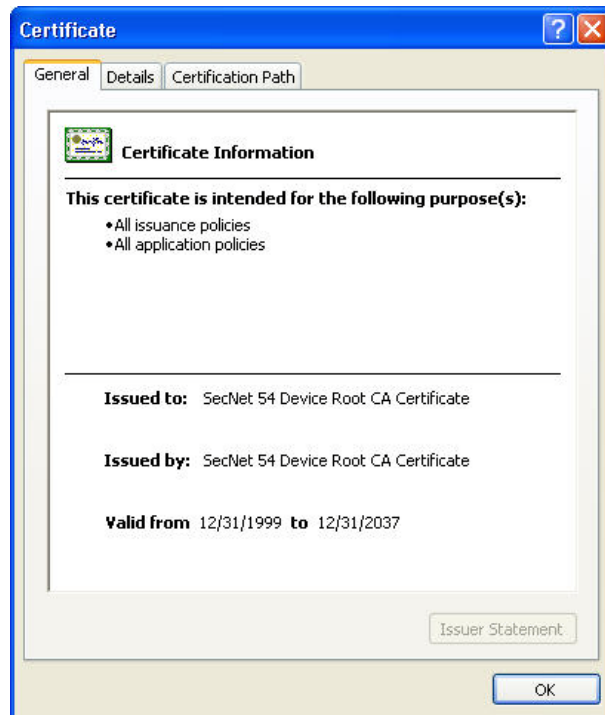 Certificate
General Details Certification Path
Certificate Information
This certificate is intended for the following purpose(s):
•All issuance policies
•All application policies
Issued to: SecNet 54 Device Root CA Certificate
Issued by: SecNet 54 Device Root CA Certificate
Valid from 12/31/1999 to 12/31/2037
Issuer Statement
OK